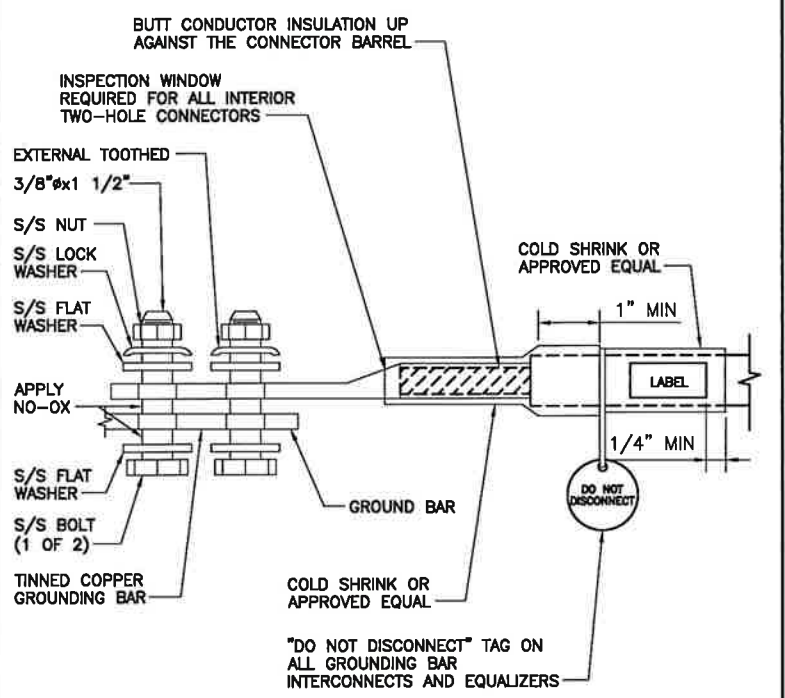 BUTT CONDUCTOR INSULATION UP
AGAINST THE CONNECTOR BARREL
INSPECTION WINDOW
REQUIRED FOR ALL INTERIOR
TWO-HOLE CONNECTORS
EXTERNAL TOOTHED
3/8"øx1 1/2"
S/S NUT
S/S LOCK
WASHER
S/S FLAT
WASHER
APPLY
NO-OX
S/S FLAT
WASHER
S/S BOLT
(1 OF 2)
TINNED COPPER
GROUNDING BAR
COLD SHRINK OR
APPROVED EQUAL
1" MIN
LABEL
1/4" MIN
DO NOT
DISCONNECT
GROUND BAR
COLD SHRINK OR
APPROVED EQUAL
"DO NOT DISCONNECT" TAG ON
ALL GROUNDING BAR
INTERCONNECTS AND EQUALIZERS